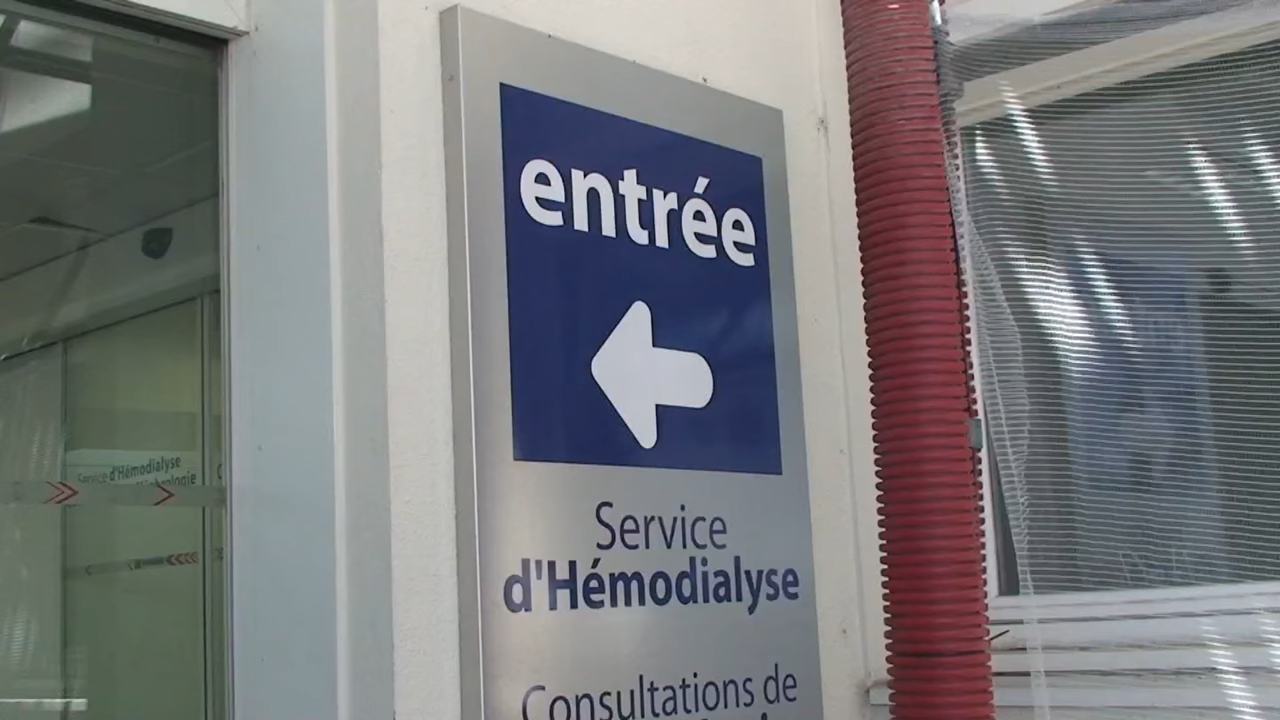 entrée
Service
d'Hémodialyse
Consultations de
Service d'Hémodialyse